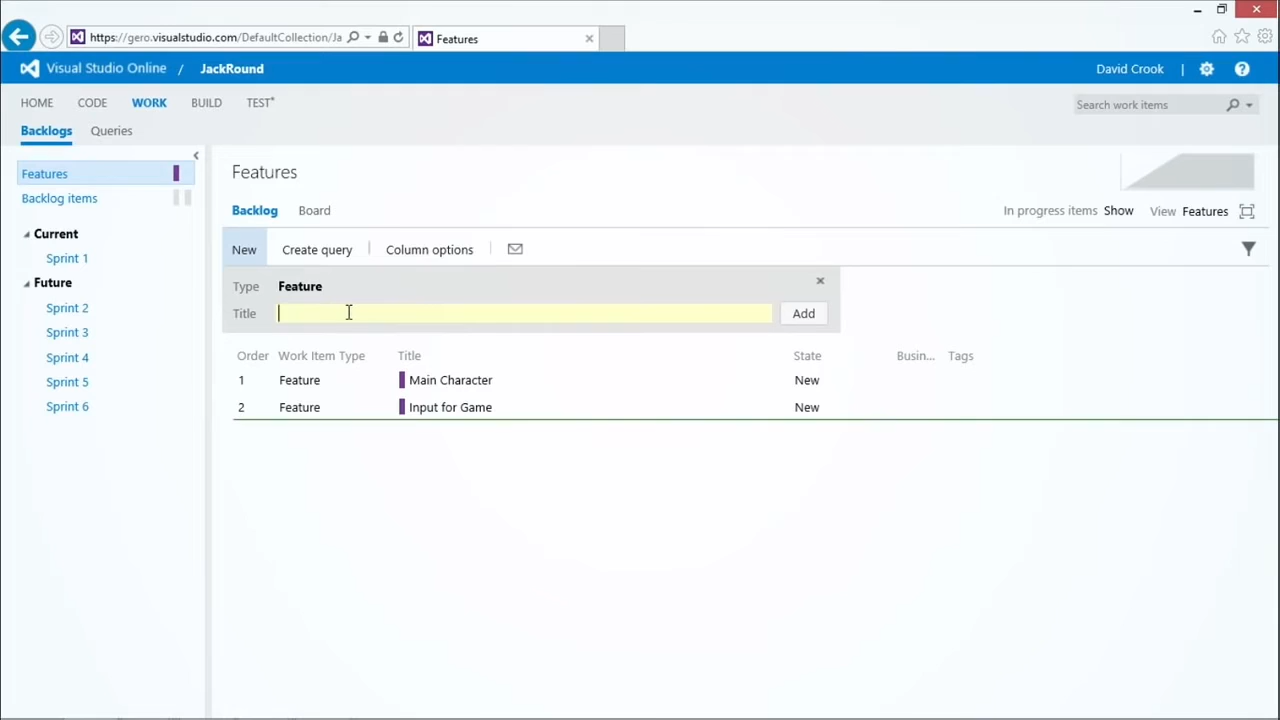 https://gero.visualstudio.com/DefaultCollection/Ja
Features
Visual Studio Online / JackRound
David Crook |
HOME CODE WORK BUILD TEST*
Search work items
Backlogs Queries
Features
Backlog items
Current
Sprint 1
Future
Sprint 2
Sprint 3
Sprint 4
Sprint 5
Sprint 6
Features
Backlog Board
In progress items Show View Features
New Create query Column options
Type Feature
Title Add
Order Work Item Type Title State Busin... Tags
1 Feature Main Character New
2 Feature Input for Game New